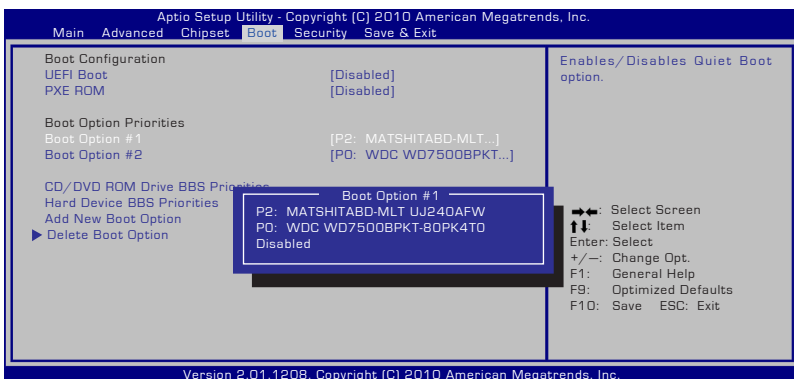 Aptio Setup Utility - Copyright (C) 2010 American Megatrends, Inc.
Main Advanced Chipset Boot Security Save & Exit
Boot Configuration
UEFI Boot [Disabled]
PXE ROM [Disabled]
Boot Option Priorities
Boot Option #1 [P2: MATSHITABD-MLT...]
Boot Option #2 [P0: WDC WD7500BPKT...]
CD/DVD ROM Drive BBS Priorities
Hard Device BBS Priorities
Add New Boot Option
Delete Boot Option
Boot Option #1
P2: MATSHITABD-MLT UJ240AFW
P0: WDC WD7500BPKT-80PK4T0
Disabled
Enables/Disables Quiet Boot
option.
→←: Select Screen
↑↓: Select Item
Enter: Select
+/—: Change Opt.
F1: General Help
F9: Optimized Defaults
F10: Save ESC: Exit
Version 2.01.1208. Copyright (C) 2010 American Megatrends, Inc.